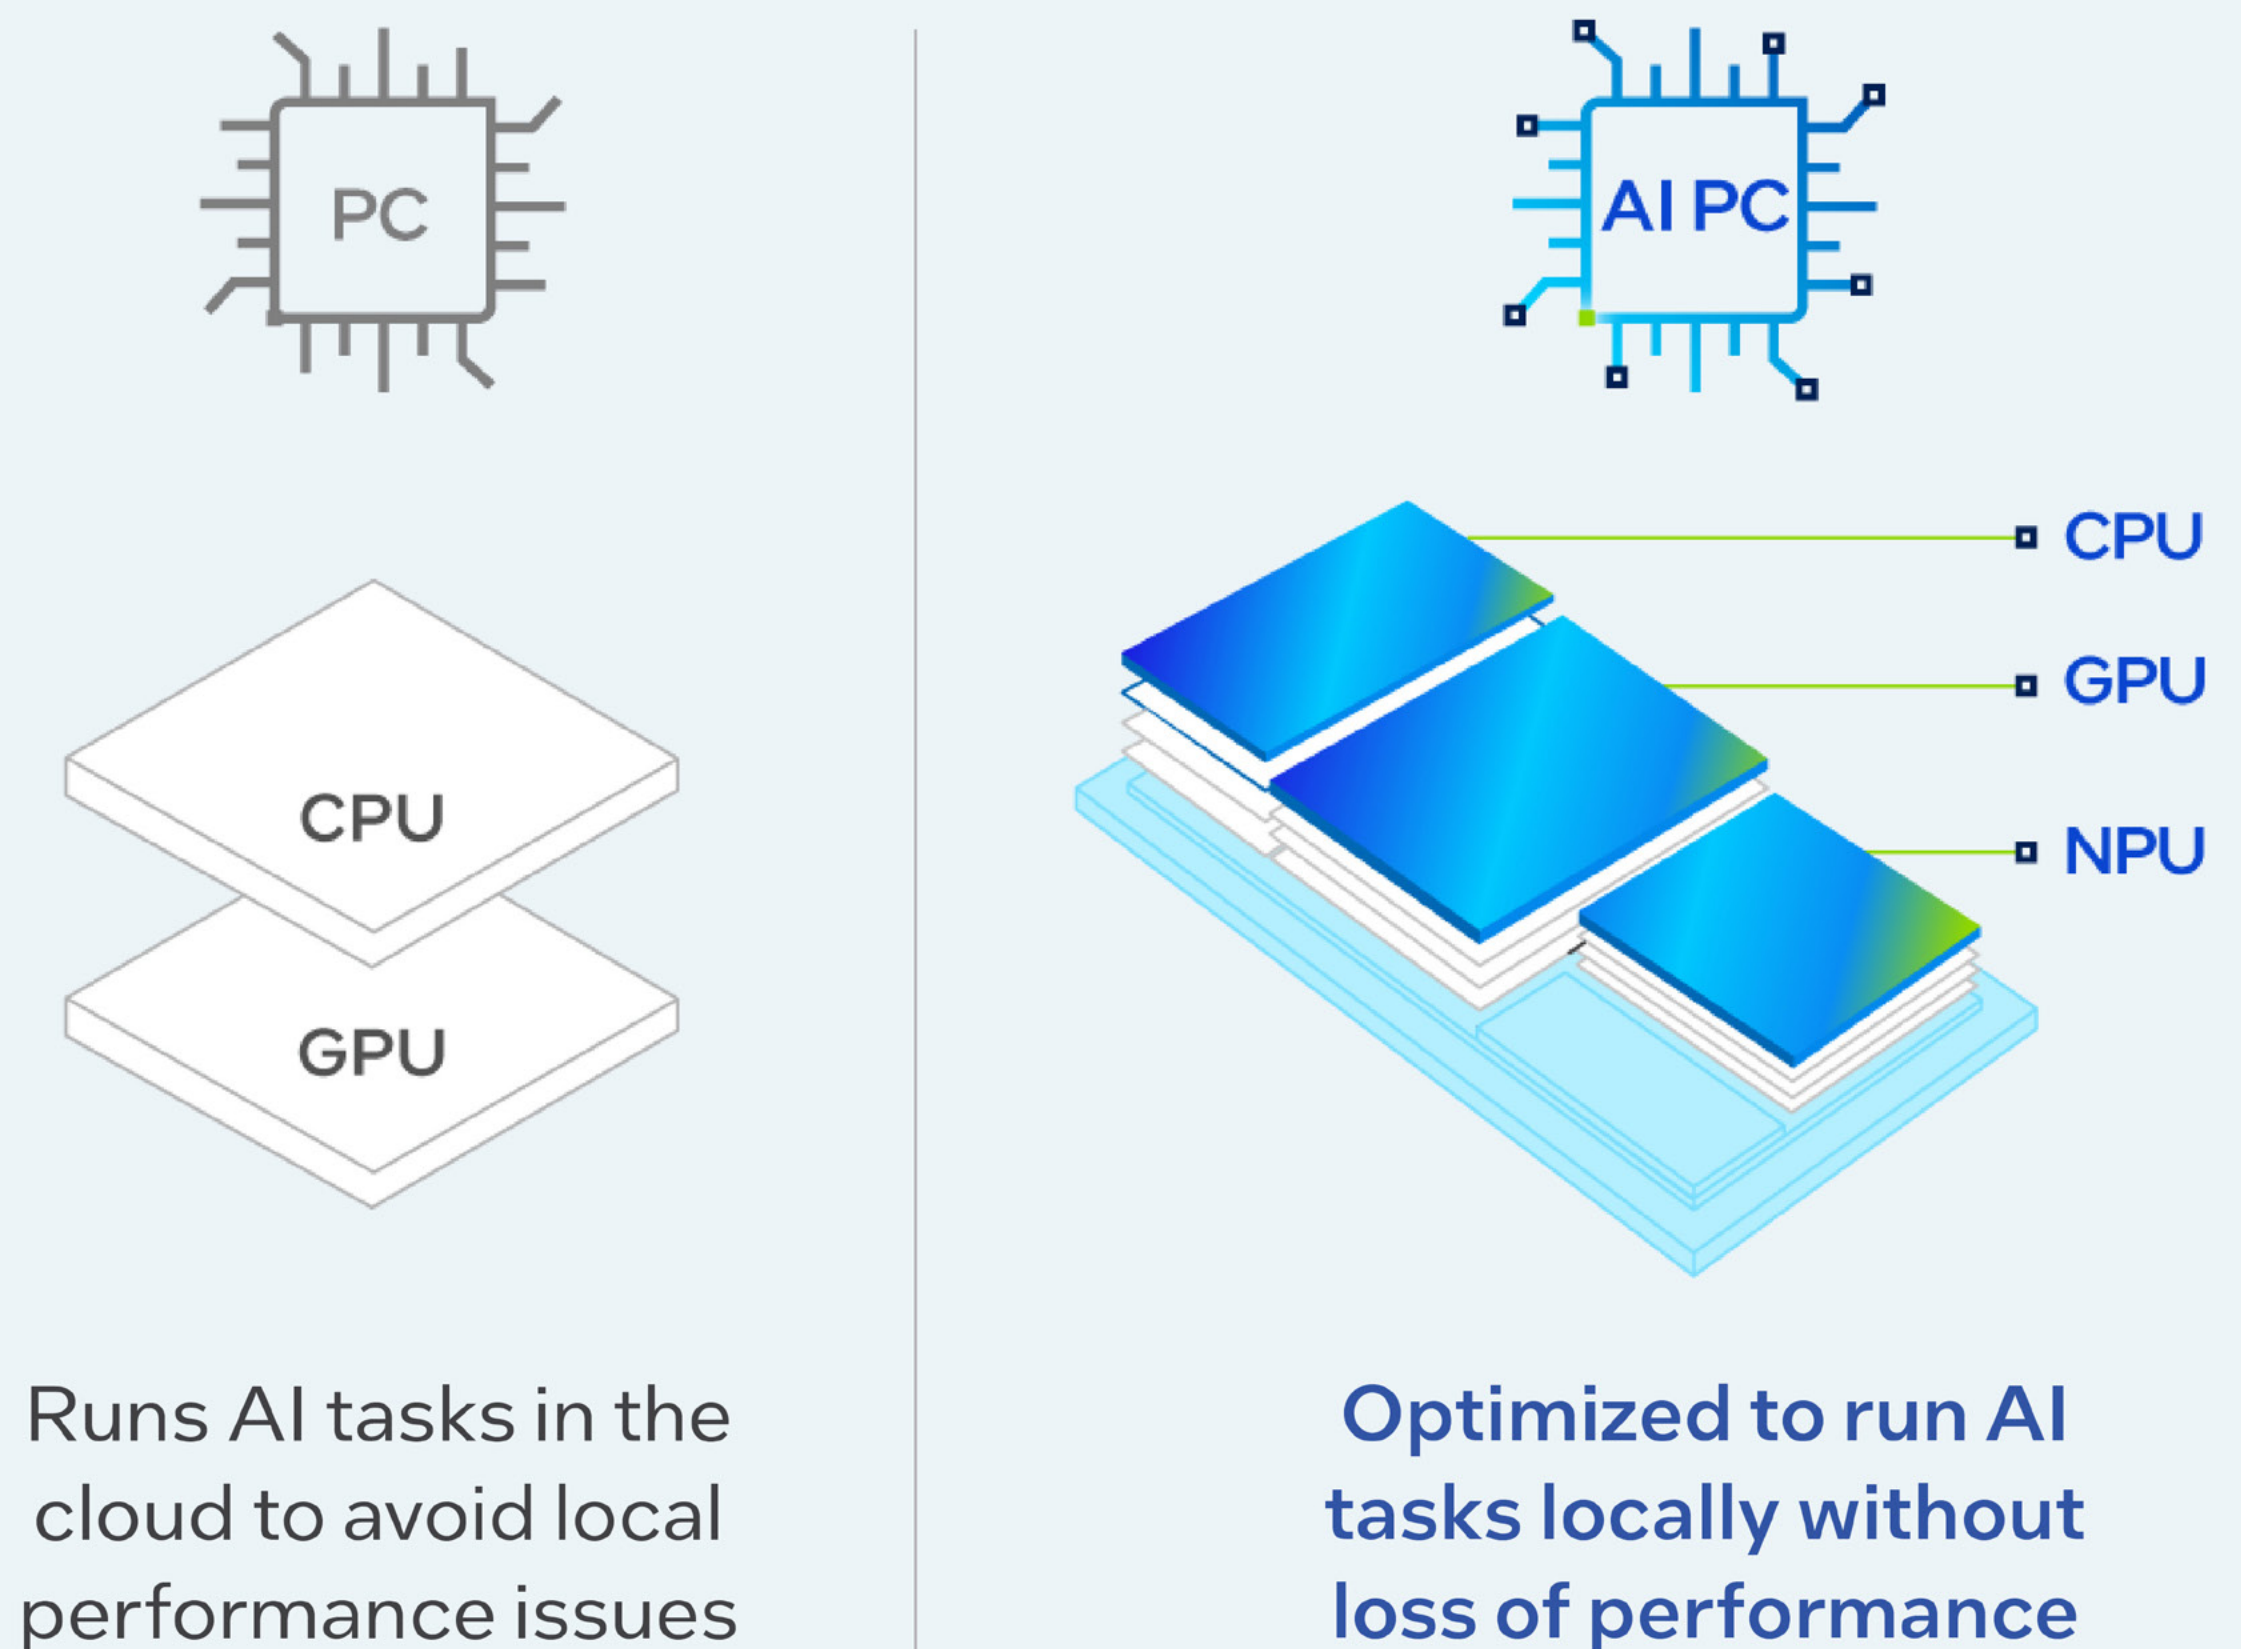 PC
CPU
GPU
Runs AI tasks in the
cloud to avoid local
performance issues
AI PC
CPU
GPU
NPU
Optimized to run AI
tasks locally without
loss of performance